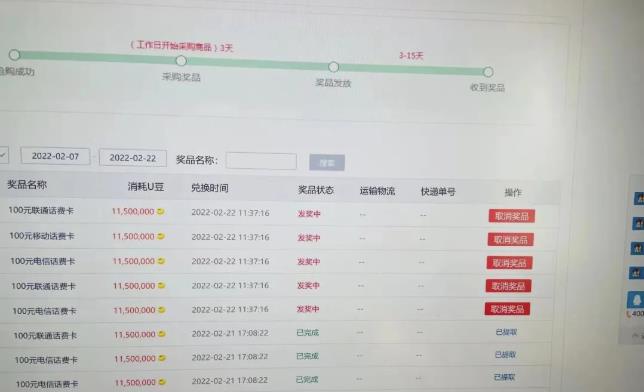 (工作日开始采购商品)3天
3-15天
购成功
采购奖品
奖品发放
收到奖品
2022-02-07 - 2022-02-22 奖品名称: 搜索
奖品名称 消耗U豆 兑换时间 奖品状态 运输物流 快递单号 操作
100元联通话费卡 11,500,000 2022-02-22 11:37:16 发奖中 -- -- 取消奖品
100元移动话费卡 11,500,000 2022-02-22 11:37:16 发奖中 -- -- 取消奖品
100元电信话费卡 11,500,000 2022-02-22 11:37:16 发奖中 -- -- 取消奖品
100元联通话费卡 11,500,000 2022-02-22 11:37:16 发奖中 -- -- 取消奖品
100元电信话费卡 11,500,000 2022-02-22 11:37:16 发奖中 -- -- 取消奖品
100元联通话费卡 11,500,000 2022-02-21 17:08:22 已完成 -- -- 已提取
100元电信话费卡 11,500,000 2022-02-21 17:08:22 已完成 -- -- 已提取
100元电信话费卡 11,500,000 2022-02-21 17:08:22 已完成 -- -- 已提取
400